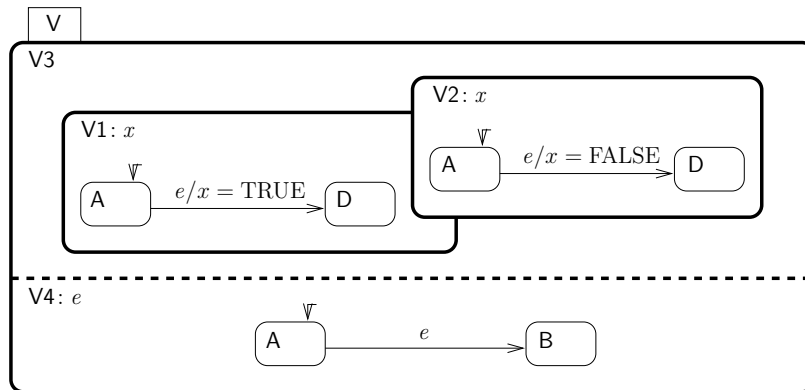 V
V3
V2: x
V1: x
A
e/x = FALSE
D
A
e/x = TRUE
D
V4: e
A
e
B